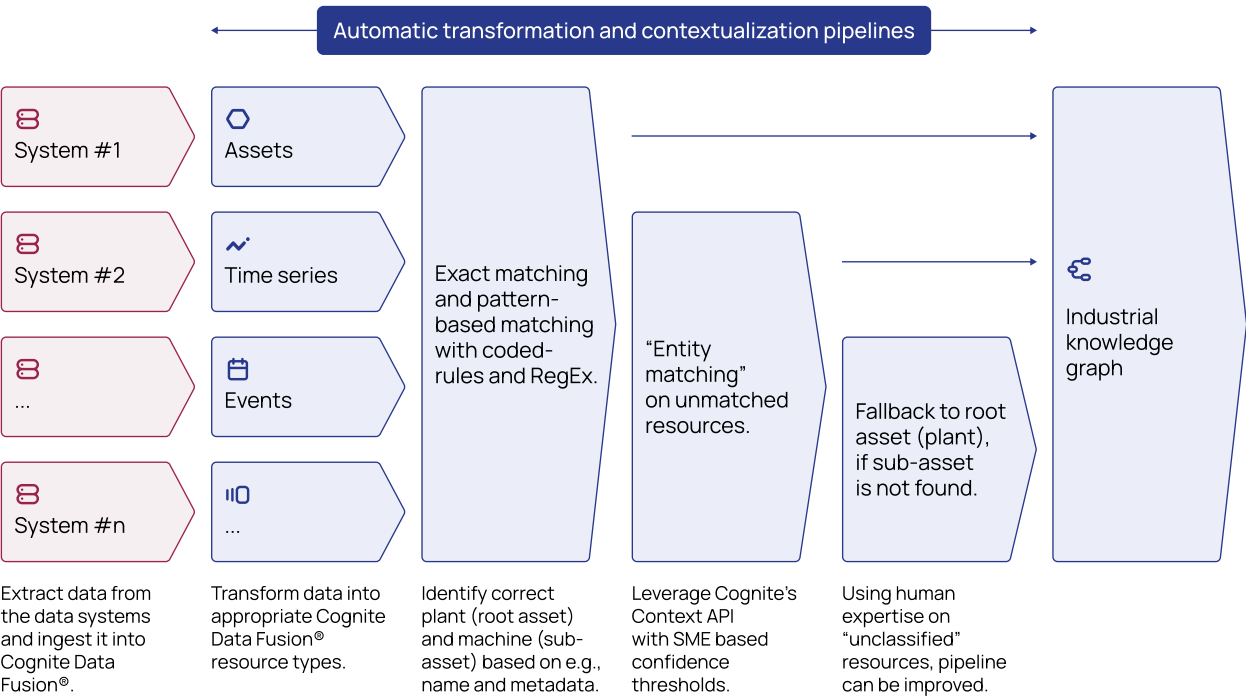 Automatic transformation and contextualization pipelines
System #1
System #2
...
System #n
Assets
Time series
Events
...
Exact matching
and pattern-
based matching
with coded-
rules and RegEx.
“Entity
matching”
on unmatched
resources.
Fallback to root
asset (plant),
if sub-asset
is not found.
Industrial
knowledge
graph
Extract data from
the data systems
and ingest it into
Cognite Data
Fusion®.
Transform data into
appropriate Cognite
Data Fusion®
resource types.
Identify correct
plant (root asset)
and machine (sub-
asset) based on e.g.,
name and metadata.
Leverage Cognite’s
Context API
with SME based
confidence
thresholds.
Using human
expertise on
“unclassified”
resources, pipeline
can be improved.